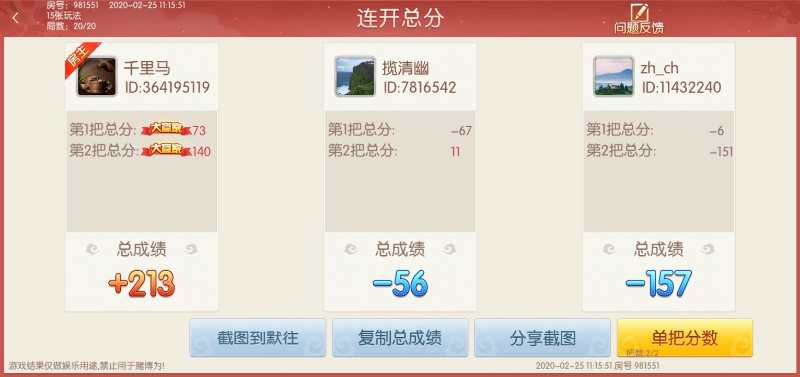 房号: 981551 2020-02-25 11:15:51
15张玩法
局数: 20/20
连开总分
问题反馈
房主
千里马
ID:364195119
第1把总分: 大赢家 73
第2把总分: 大赢家 140
总成绩
+213
揽清幽
ID:7816542
第1把总分: -67
第2把总分: 11
总成绩
-56
zh_ch
ID:11432240
第1把总分: -6
第2把总分: -151
总成绩
-157
截图到默往
复制总成绩
分享截图
单把分数
把数:2/2
游戏结果仅做娱乐用途,禁止用于赌博为!
2020-02-25 11:15:51 房号 981551